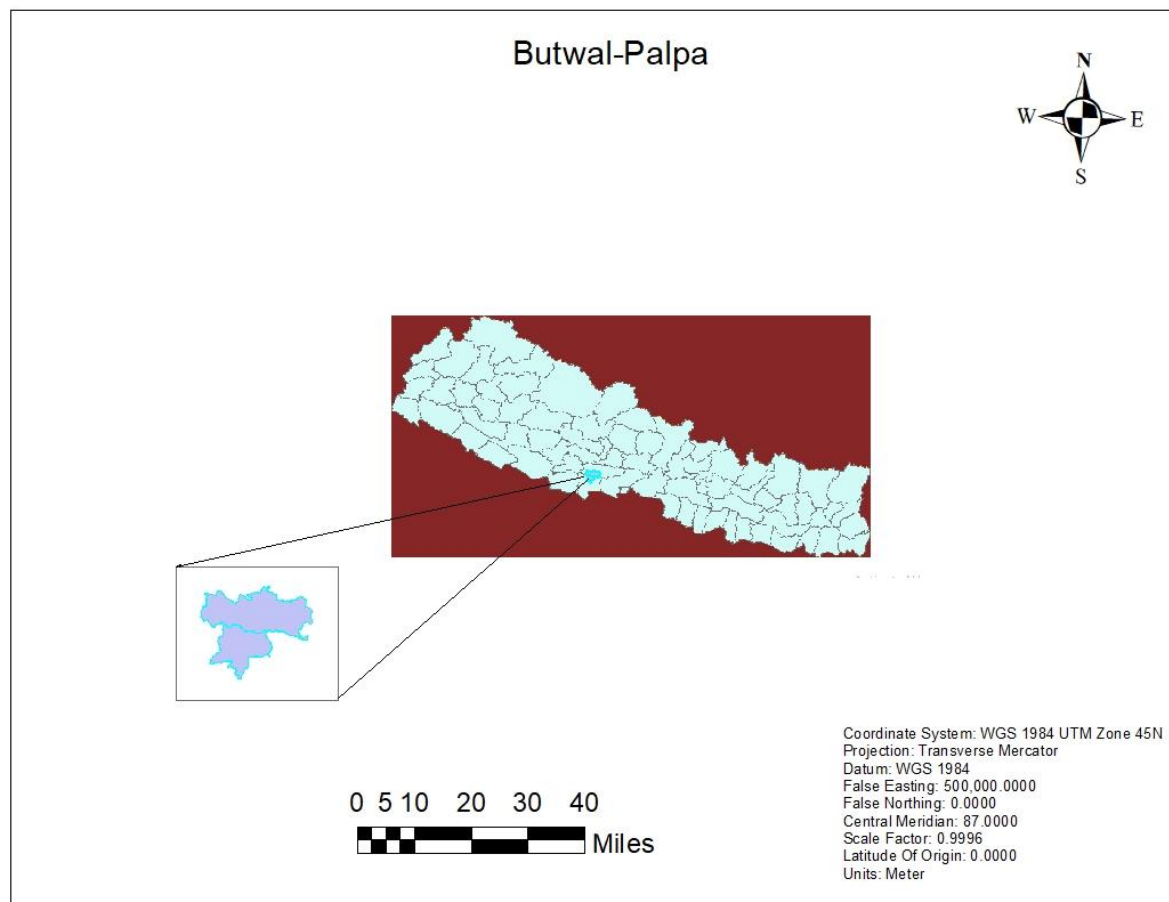 Butwal-Palpa
N
W E
S
0 5 10 20 30 40
Miles
Coordinate System: WGS 1984 UTM Zone 45N
Projection: Transverse Mercator
Datum: WGS 1984
False Easting: 500,000.0000
False Northing: 0.0000
Central Meridian: 87.0000
Scale Factor: 0.9996
Latitude Of Origin: 0.0000
Units: Meter